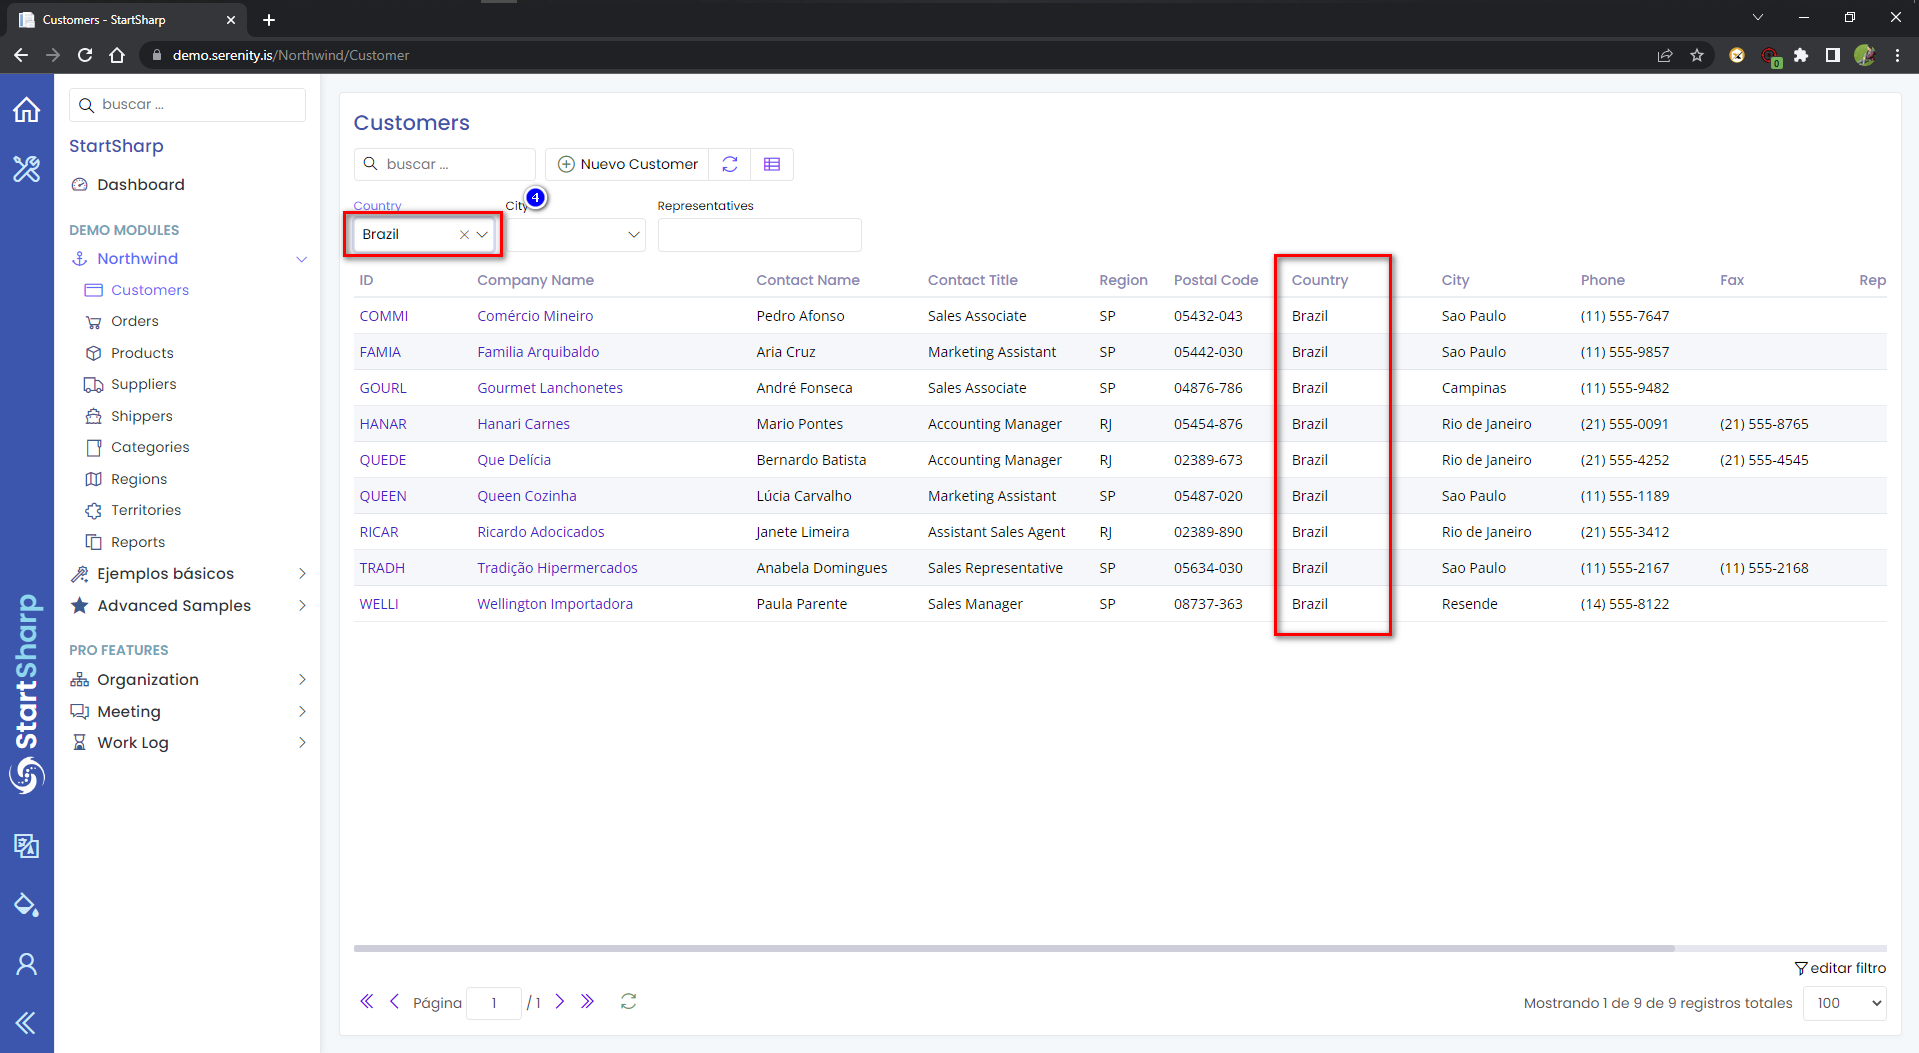 Customers - StartSharp
demo.serenity.is/Northwind/Customer
0
buscar ...
StartSharp
Dashboard
DEMO MODULES
Northwind
Customers
Orders
Products
Suppliers
Shippers
Categories
Regions
Territories
Reports
Ejemplos básicos
Advanced Samples
PRO FEATURES
Organization
Meeting
Work Log
StartSharp
Customers
buscar ...
Nuevo Customer
4
Country City Representatives
Brazil
ID Company Name Contact Name Contact Title Region Postal Code Country City Phone Fax Rep
COMMI Comércio Mineiro Pedro Afonso Sales Associate SP 05432-043 Brazil Sao Paulo (11) 555-7647
FAMIA Familia Arquibaldo Aria Cruz Marketing Assistant SP 05442-030 Brazil Sao Paulo (11) 555-9857
GOURL Gourmet Lanchonetes André Fonseca Sales Associate SP 04876-786 Brazil Campinas (11) 555-9482
HANAR Hanari Carnes Mario Pontes Accounting Manager RJ 05454-876 Brazil Rio de Janeiro (21) 555-0091 (21) 555-8765
QUEDE Que Delícia Bernardo Batista Accounting Manager RJ 02389-673 Brazil Rio de Janeiro (21) 555-4252 (21) 555-4545
QUEEN Queen Cozinha Lúcia Carvalho Marketing Assistant SP 05487-020 Brazil Sao Paulo (11) 555-1189
RICAR Ricardo Adocicados Janete Limeira Assistant Sales Agent RJ 02389-890 Brazil Rio de Janeiro (21) 555-3412
TRADH Tradição Hipermercados Anabela Domingues Sales Representative SP 05634-030 Brazil Sao Paulo (11) 555-2167 (11) 555-2168
WELLI Wellington Importadora Paula Parente Sales Manager SP 08737-363 Brazil Resende (14) 555-8122
editar filtro
Página 1 / 1
Mostrando 1 de 9 de 9 registros totales 100